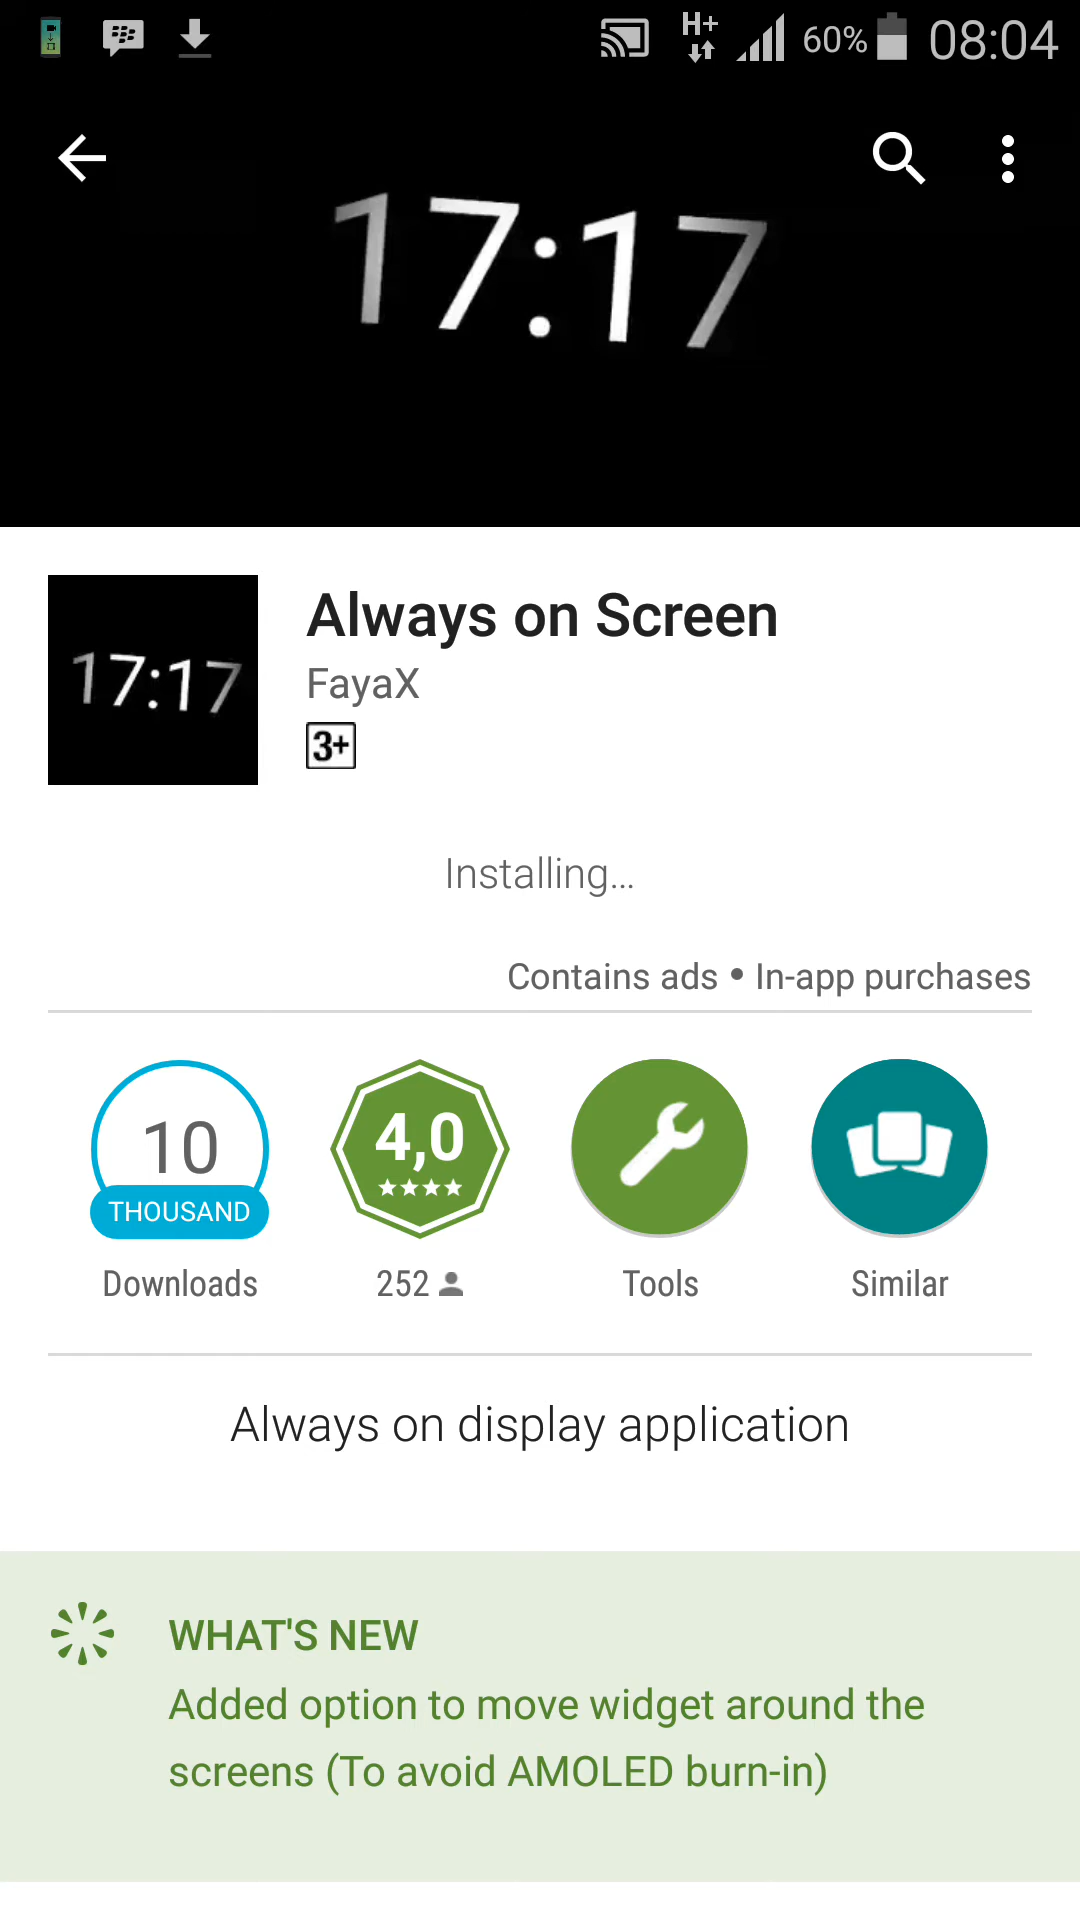 H+ 60% 08:04
17:17
17:17
Always on Screen
FayaX
3+
Installing…
Contains ads • In-app purchases
10
THOUSAND
Downloads
4,0
252
Tools
Similar
Always on display application
WHAT'S NEW
Added option to move widget around the
screens (To avoid AMOLED burn-in)